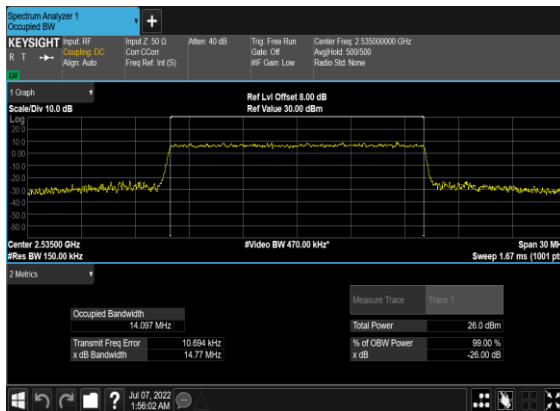 Spectrum Analyzer 1
Occupied BW
KEYSIGHT
R T
Input: RF
Coupling: DC
Align: Auto
Input Z: 50 Ω
Corr CCorr
Freq Ref: Int (S)
Atten: 40 dB
Trig: Free Run
Gate: Off
#IF Gain: Low
Center Freq: 2.535000000 GHz
Avg|Hold: 500/500
Radio Std: None
1 Graph
Scale/Div 10.0 dB
Ref Lvl Offset 8.00 dB
Ref Value 30.00 dBm
Log
20.0
10.0
0.00
-10.0
-20.0
-30.0
-40.0
-50.0
-60.0
Center 2.53500 GHz
#Res BW 150.00 kHz
#Video BW 470.00 kHz*
Span 30 MH
Sweep 1.67 ms (1001 pt
2 Metrics
Measure Trace Trace 1
Occupied Bandwidth
14.097 MHz
Total Power 26.0 dBm
Transmit Freq Error 10.694 kHz
% of OBW Power 99.00 %
x dB Bandwidth 14.77 MHz
x dB -26.00 dB
?
Jul 07, 2022
1:56:02 AM